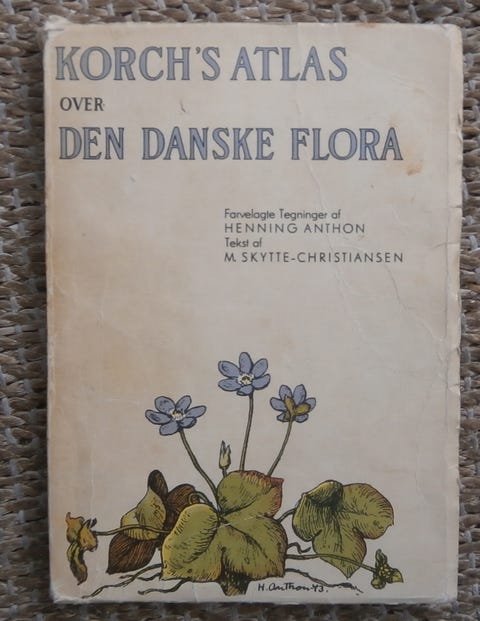 KORCH'S ATLAS
OVER
DEN DANSKE FLORA
Farvelagte Tegninger af
HENNING ANTHON
Tekst af
M. SKYTTE-CHRISTIANSEN
H. Anthon 43.